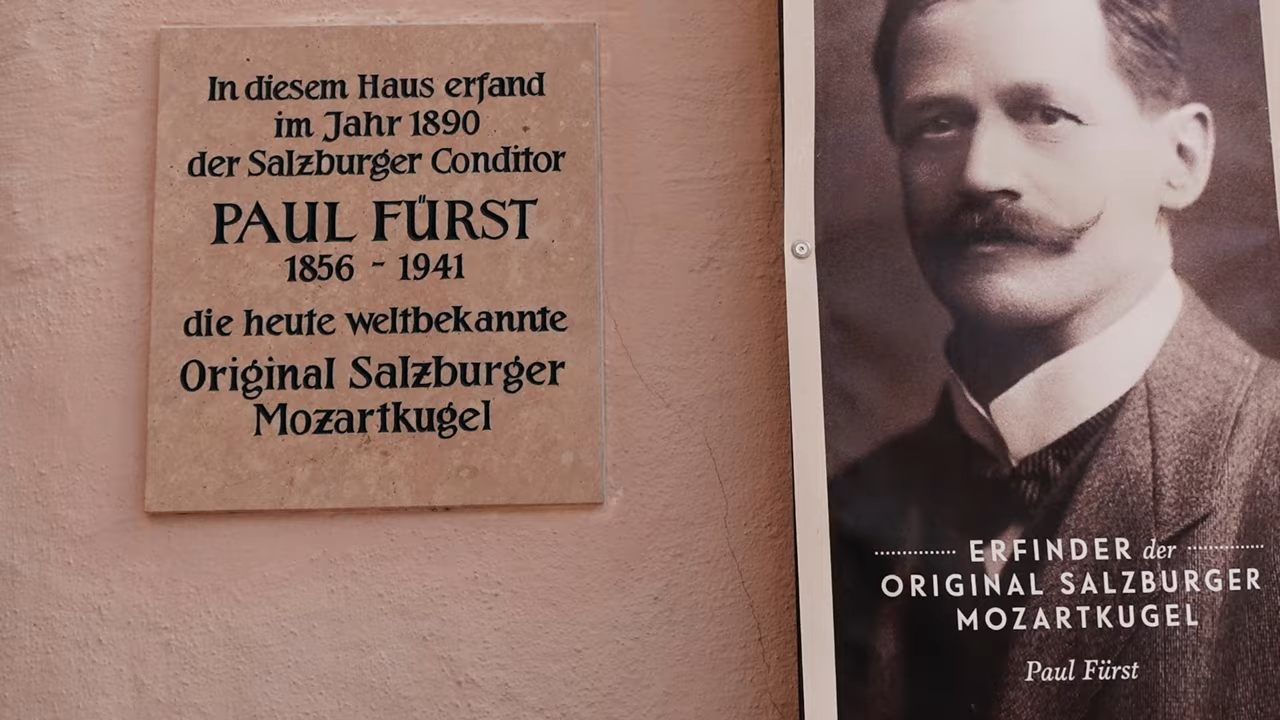 In diesem Haus erfand
im Jahr 1890
der Salzburger Conditor
PAUL FÜRST
1856 - 1941
die heute weltbekannte
Original Salzburger
Mozartkugel
ERFINDER der
ORIGINAL SALZBURGER
MOZARTKUGEL
Paul Fürst